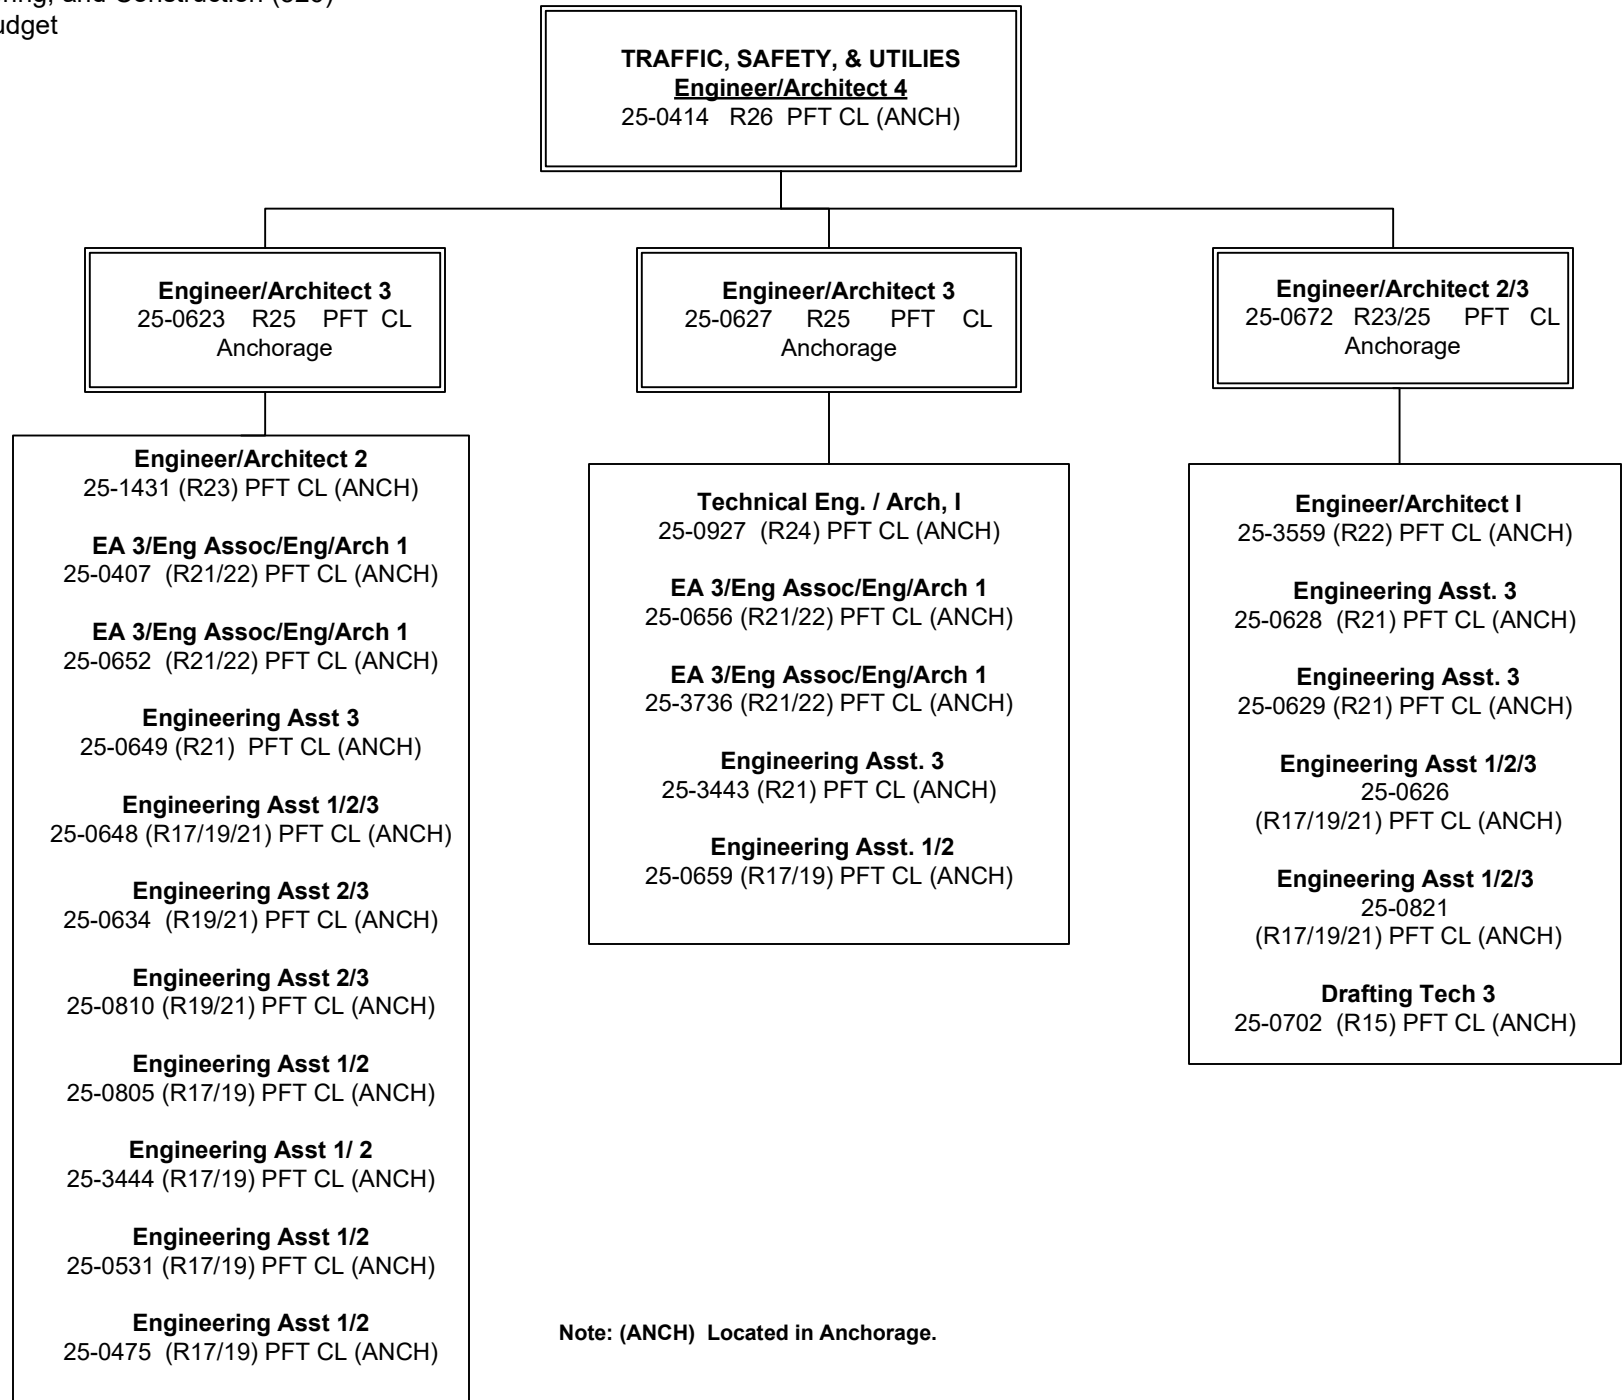 and Construction
TRAFFIC, SAFETY, & UTILIES
Engineer/Architect 4
25-0414 R26 PFT CL (ANCH)
Engineer/Architect 3
25-0623 R25 PFT CL
Anchorage
Engineer/Architect 3
25-0627 R25 PFT CL
Anchorage
Engineer/Architect 2/3
25-0672 R23/25 PFT CL
Anchorage
Engineer/Architect 2
25-1431 (R23) PFT CL (ANCH)
EA 3/Eng Assoc/Eng/Arch 1
25-0407 (R21/22) PFT CL (ANCH)
EA 3/Eng Assoc/Eng/Arch 1
25-0652 (R21/22) PFT CL (ANCH)
Engineering Asst 3
25-0649 (R21) PFT CL (ANCH)
Engineering Asst 1/2/3
25-0648 (R17/19/21) PFT CL (ANCH)
Engineering Asst 2/3
25-0634 (R19/21) PFT CL (ANCH)
Engineering Asst 2/3
25-0810 (R19/21) PFT CL (ANCH)
Engineering Asst 1/2
25-0805 (R17/19) PFT CL (ANCH)
Engineering Asst 1/ 2
25-3444 (R17/19) PFT CL (ANCH)
Engineering Asst 1/2
25-0531 (R17/19) PFT CL (ANCH)
Engineering Asst 1/2
25-0475 (R17/19) PFT CL (ANCH)
Technical Eng. / Arch, I
25-0927 (R24) PFT CL (ANCH)
EA 3/Eng Assoc/Eng/Arch 1
25-0656 (R21/22) PFT CL (ANCH)
EA 3/Eng Assoc/Eng/Arch 1
25-3736 (R21/22) PFT CL (ANCH)
Engineering Asst. 3
25-3443 (R21) PFT CL (ANCH)
Engineering Asst. 1/2
25-0659 (R17/19) PFT CL (ANCH)
Engineer/Architect I
25-3559 (R22) PFT CL (ANCH)
Engineering Asst. 3
25-0628 (R21) PFT CL (ANCH)
Engineering Asst. 3
25-0629 (R21) PFT CL (ANCH)
Engineering Asst 1/2/3
25-0626
(R17/19/21) PFT CL (ANCH)
Engineering Asst 1/2/3
25-0821
(R17/19/21) PFT CL (ANCH)
Drafting Tech 3
25-0702 (R15) PFT CL (ANCH)
Note: (ANCH) Located in Anchorage.